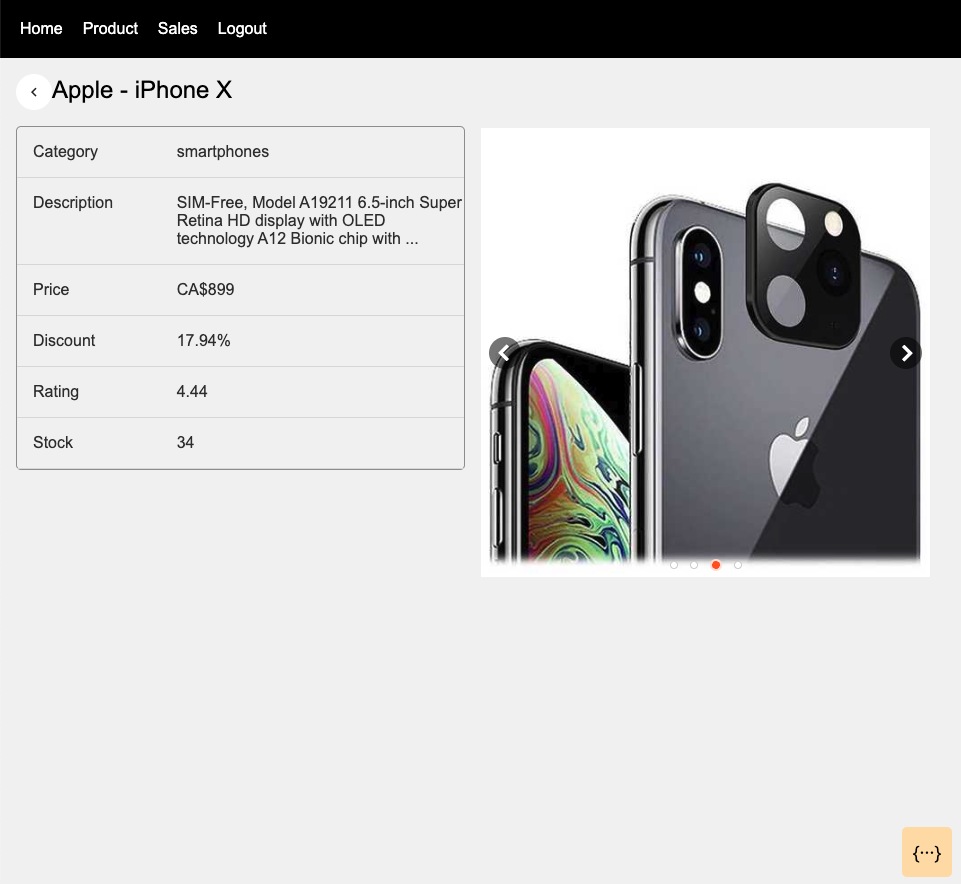 Home Product Sales Logout
‹ Apple - iPhone X
Category smartphones
Description SIM-Free, Model A19211 6.5-inch Super
Retina HD display with OLED
technology A12 Bionic chip with ...
Price CA$899
Discount 17.94%
Rating 4.44
Stock 34
{···}